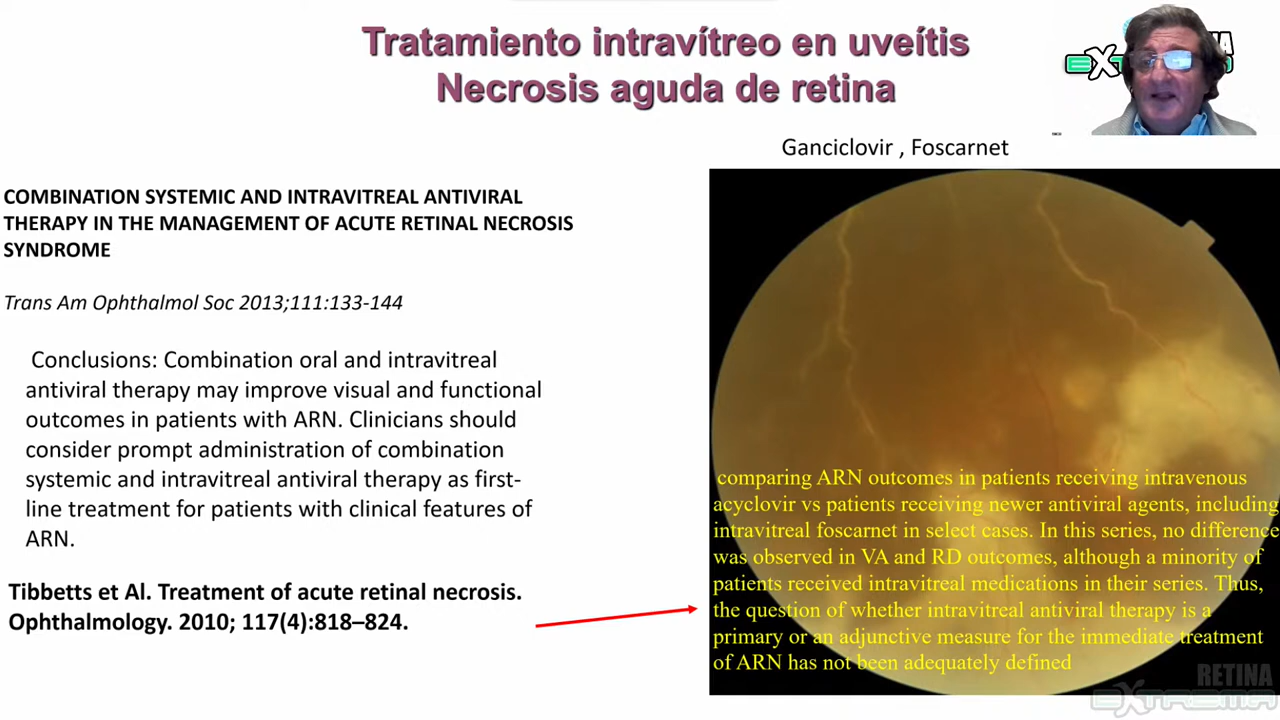 Tratamiento intravítreo en uveítis
Necrosis aguda de retina
Ganciclovir , Foscarnet
COMBINATION SYSTEMIC AND INTRAVITREAL ANTIVIRAL
THERAPY IN THE MANAGEMENT OF ACUTE RETINAL NECROSIS
SYNDROME
Trans Am Ophthalmol Soc 2013;111:133-144
Conclusions: Combination oral and intravitreal
antiviral therapy may improve visual and functional
outcomes in patients with ARN. Clinicians should
consider prompt administration of combination
systemic and intravitreal antiviral therapy as first-
line treatment for patients with clinical features of
ARN.
Tibbetts et Al. Treatment of acute retinal necrosis.
Ophthalmology. 2010; 117(4):818–824.
comparing ARN outcomes in patients receiving intravenous
acyclovir vs patients receiving newer antiviral agents, including
intravitreal foscarnet in select cases. In this series, no difference
was observed in VA and RD outcomes, although a minority of
patients received intravitreal medications in their series. Thus,
the question of whether intravitreal antiviral therapy is a
primary or an adjunctive measure for the immediate treatment
of ARN has not been adequately defined
RETINA
EXTREMA